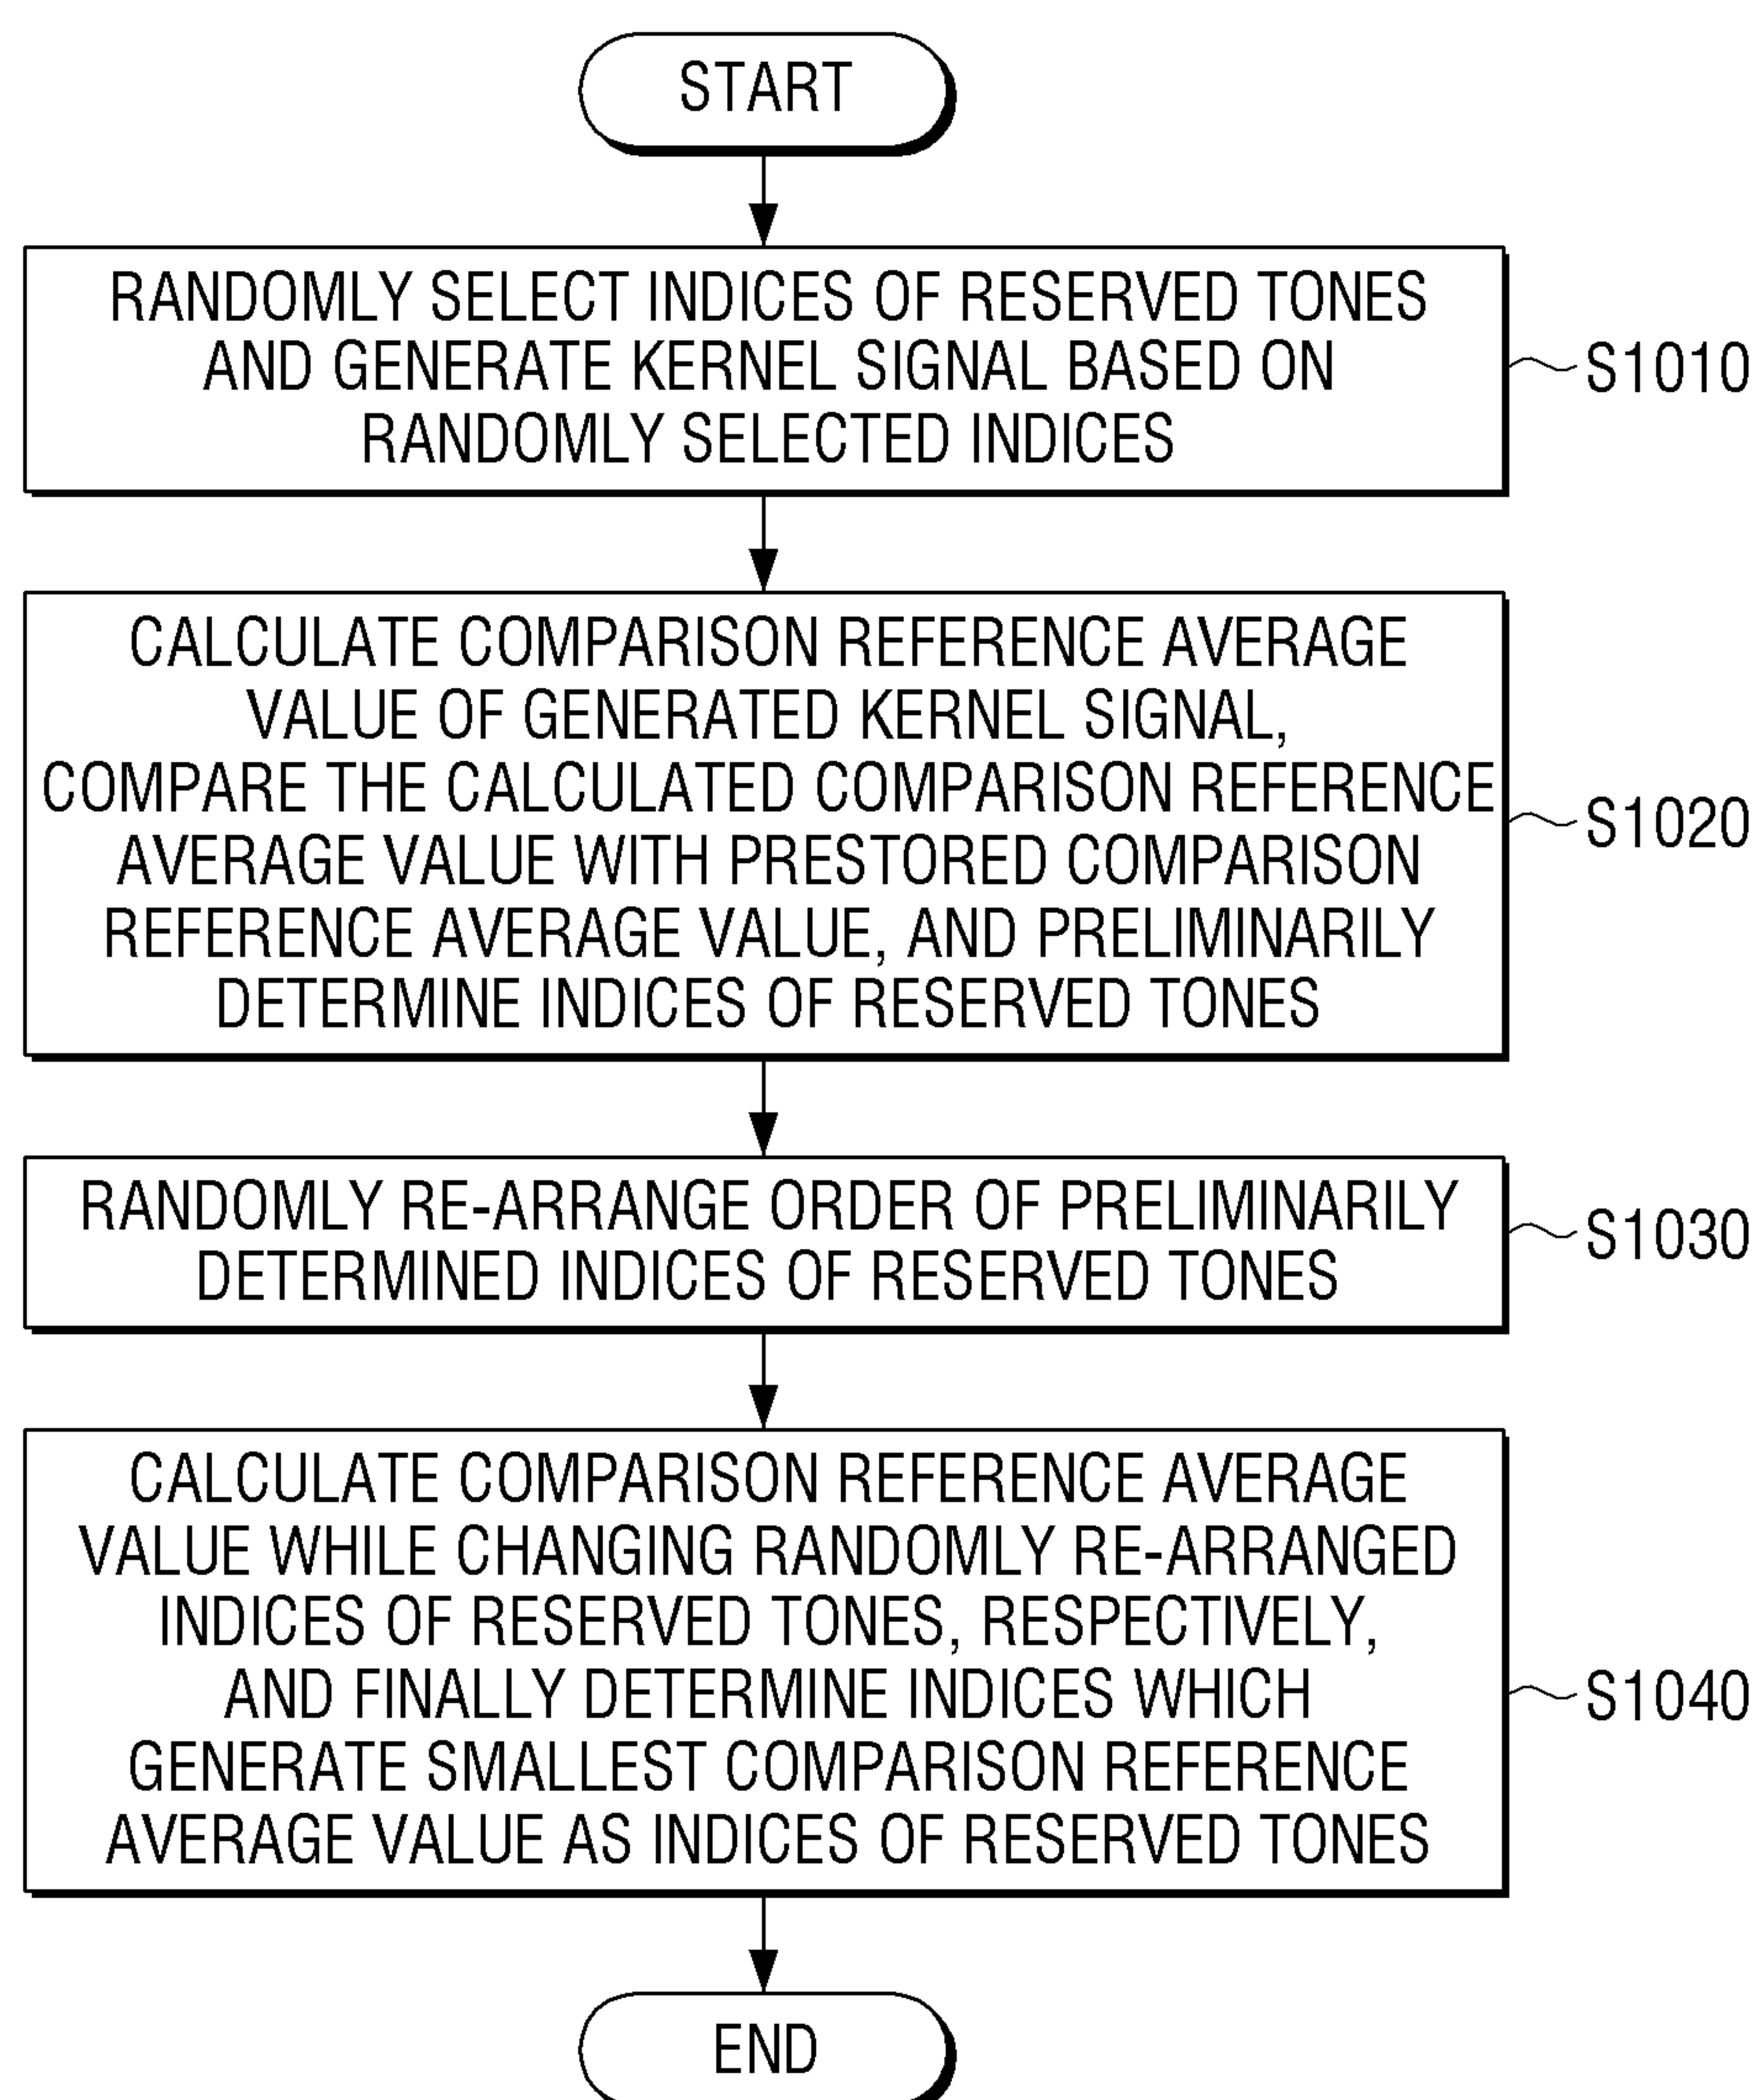 START
RANDOMLY SELECT INDICES OF RESERVED TONES
AND GENERATE KERNEL SIGNAL BASED ON
RANDOMLY SELECTED INDICES
S1010
CALCULATE COMPARISON REFERENCE AVERAGE
VALUE OF GENERATED KERNEL SIGNAL,
COMPARE THE CALCULATED COMPARISON REFERENCE
AVERAGE VALUE WITH PRESTORED COMPARISON
REFERENCE AVERAGE VALUE, AND PRELIMINARILY
DETERMINE INDICES OF RESERVED TONES
S1020
RANDOMLY RE-ARRANGE ORDER OF PRELIMINARILY
DETERMINED INDICES OF RESERVED TONES
S1030
CALCULATE COMPARISON REFERENCE AVERAGE
VALUE WHILE CHANGING RANDOMLY RE-ARRANGED
INDICES OF RESERVED TONES, RESPECTIVELY,
AND FINALLY DETERMINE INDICES WHICH
GENERATE SMALLEST COMPARISON REFERENCE
AVERAGE VALUE AS INDICES OF RESERVED TONES
S1040
END